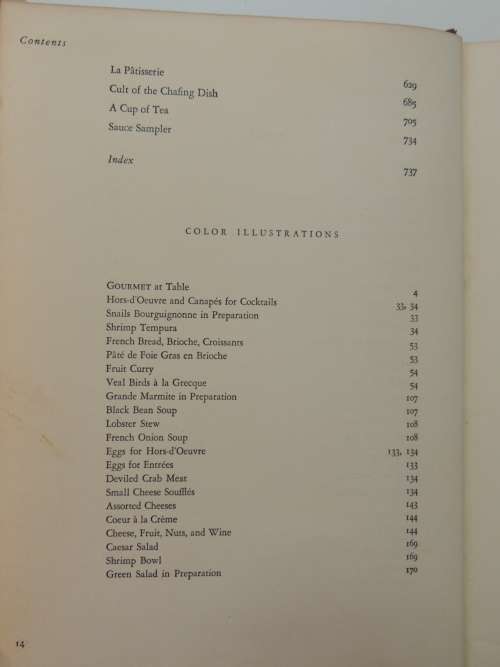 Contents
La Pâtisserie 629
Cult of the Chafing Dish 685
A Cup of Tea 705
Sauce Sampler 734
Index 737
COLOR ILLUSTRATIONS
GOURMET at Table 4
Hors-d'Oeuvre and Canapés for Cocktails 33, 34
Snails Bourguignonne in Preparation 33
Shrimp Tempura 34
French Bread, Brioche, Croissants 53
Pâté de Foie Gras en Brioche 53
Fruit Curry 54
Veal Birds à la Grecque 54
Grande Marmite in Preparation 107
Black Bean Soup 107
Lobster Stew 108
French Onion Soup 108
Eggs for Hors-d'Oeuvre 133, 134
Eggs for Entrées 133
Deviled Crab Meat 134
Small Cheese Soufflés 134
Assorted Cheeses 143
Coeur à la Crème 144
Cheese, Fruit, Nuts, and Wine 144
Caesar Salad 169
Shrimp Bowl 169
Green Salad in Preparation 170
14